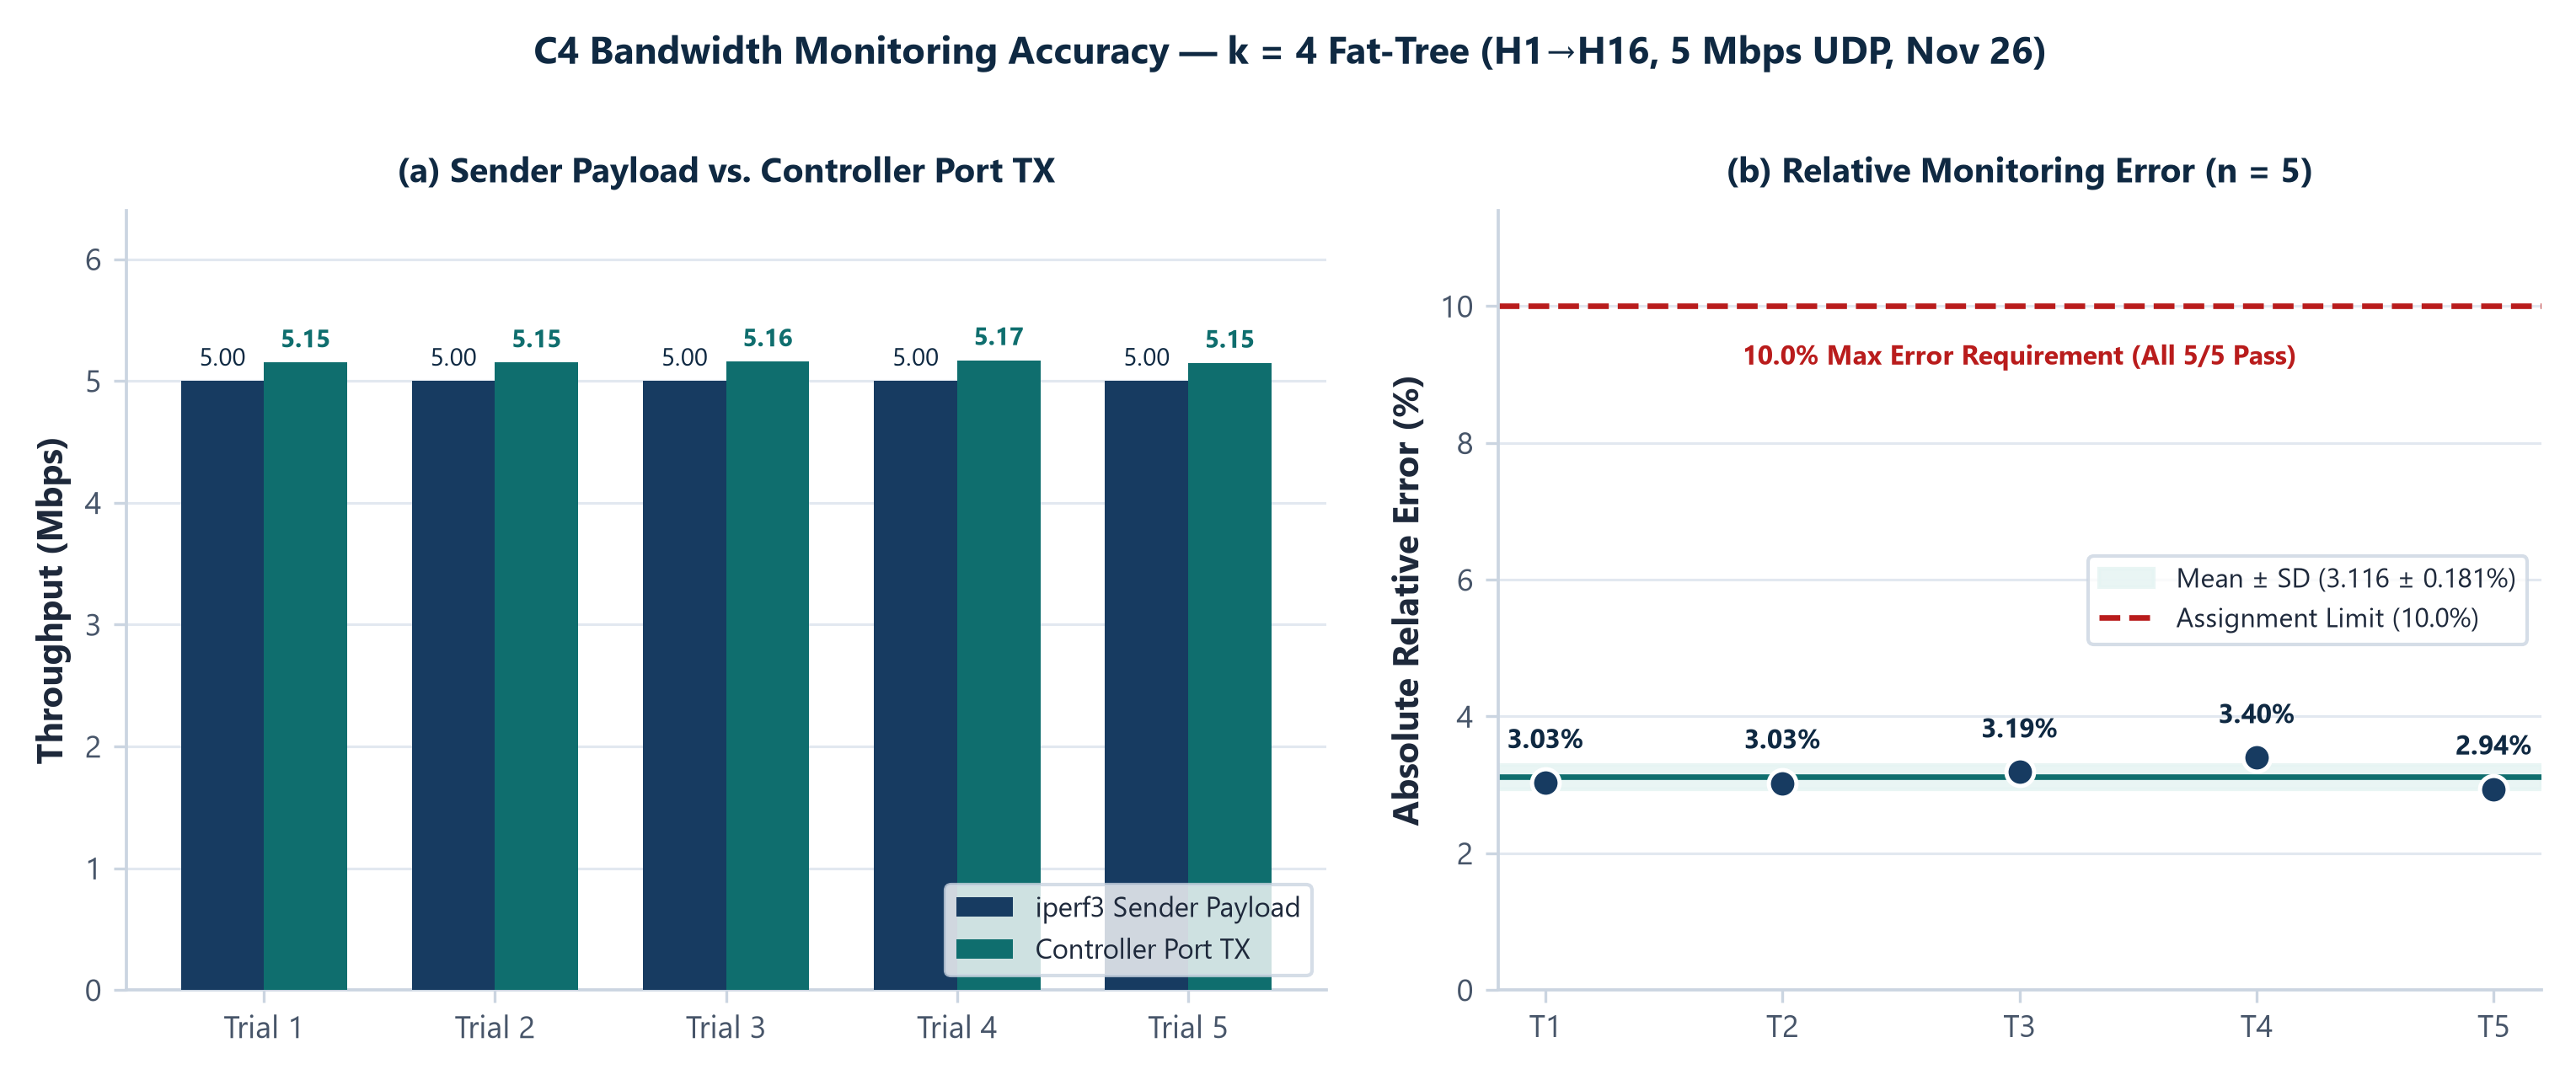 C4 Bandwidth Monitoring Accuracy — k = 4 Fat-Tree (H1→H16, 5 Mbps UDP, Nov 26)
(a) Sender Payload vs. Controller Port TX
Throughput (Mbps)
6
5
4
3
2
1
0
5.00
5.15
5.00
5.15
5.00
5.16
5.00
5.17
5.00
5.15
iperf3 Sender Payload
Controller Port TX
Trial 1
Trial 2
Trial 3
Trial 4
Trial 5
(b) Relative Monitoring Error (n = 5)
Absolute Relative Error (%)
10
8
6
4
2
0
10.0% Max Error Requirement (All 5/5 Pass)
Mean ± SD (3.116 ± 0.181%)
Assignment Limit (10.0%)
3.03%
3.03%
3.19%
3.40%
2.94%
T1
T2
T3
T4
T5